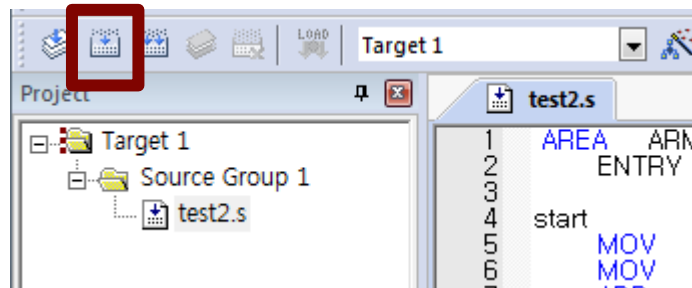 LOAD
Target 1
Project
test2.s
Target 1
Source Group 1
test2.s
1 AREA ARM
2 ENTRY
3
4 start
5 MOV
6 MOV